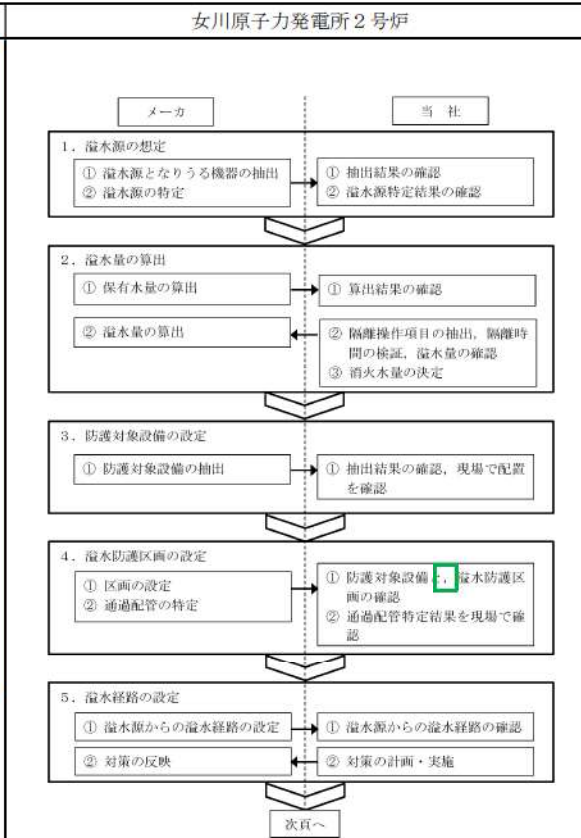 女川原子力発電所2号炉
メーカ
当 社
1. 溢水源の想定
① 溢水源となりうる機器の抽出
② 溢水源の特定
① 抽出結果の確認
② 溢水源特定結果の確認
2. 溢水量の算出
① 保有水量の算出
① 算出結果の確認
② 溢水量の算出
② 隔離操作項目の抽出，隔離時
間の検証，溢水量の確認
③ 消火水量の決定
3. 防護対象設備の設定
① 防護対象設備の抽出
① 抽出結果の確認，現場で配置
を確認
4. 溢水防護区画の設定
① 区画の設定
② 通過配管の特定
① 防護対象設備と，溢水防護区
画の確認
② 通過配管特定結果を現場で確
認
5. 溢水経路の設定
① 溢水源からの溢水経路の設定
① 溢水源からの溢水経路の確認
② 対策の反映
② 対策の計画・実施
次頁へ